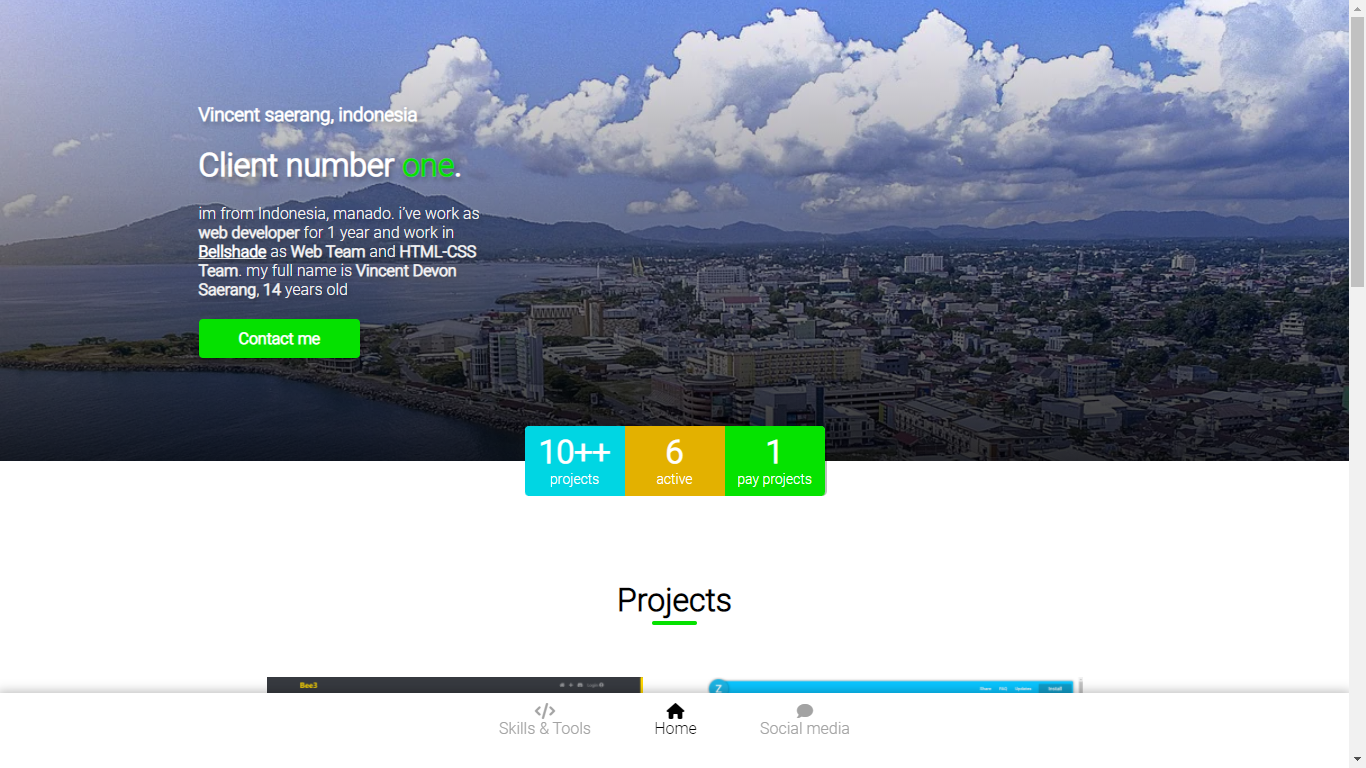 Vincent saerang, indonesia
Client number one.
im from Indonesia, manado. i've work as
web developer for 1 year and work in
Bellshade as Web Team and HTML-CSS
Team. my full name is Vincent Devon
Saerang, 14 years old
Contact me
10++ 6 1
projects active pay projects
Projects
Bee3 Login
Z Share FAQ Updates Install
Skills & Tools Home Social media